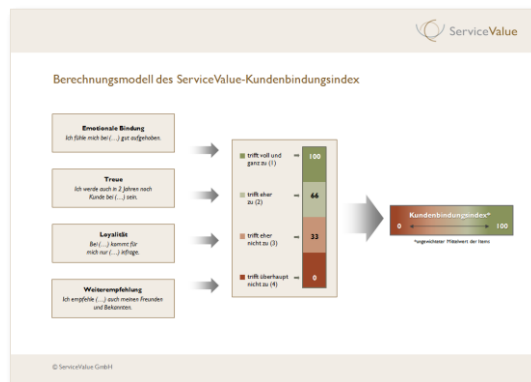 ServiceValue
Berechnungsmodell des ServiceValue-Kundenbindungsindex
Emotionale Bindung
Ich fühle mich bei (…) gut aufgehoben.
Treue
Ich werde auch in 2 Jahren noch
Kunde bei (…) sein.
Loyalität
Bei (…) kommt für
mich nur (…) infrage.
Weiterempfehlung
Ich empfehle (…) auch meinen Freunden
und Bekannten.
trifft voll und
ganz zu (1)
100
trifft eher
zu (2)
66
trifft eher
nicht zu (3)
33
trifft überhaupt
nicht zu (4)
0
Kundenbindungsindex*
0 100
*ungewichteter Mittelwert der Items
© ServiceValue GmbH